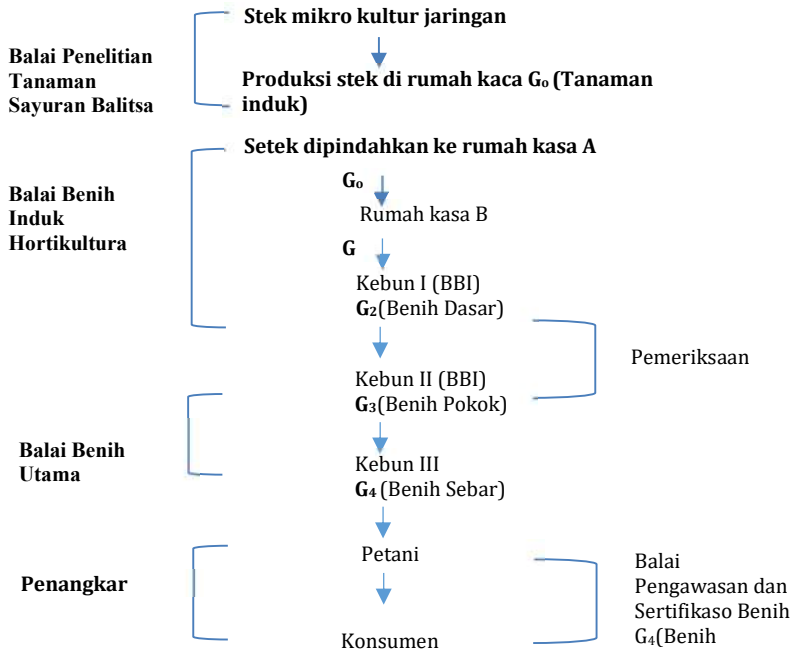 Stek mikro kultur jaringan
Balai Penelitian
Tanaman
Sayuran Balitsa
Produksi stek di rumah kaca G₀ (Tanaman
induk)
Setek dipindahkan ke rumah kasa A
Balai Benih
Induk
Hortikultura
G₀
Rumah kasa B
G
Kebun I (BBI)
G₂(Benih Dasar)
Pemeriksaan
Kebun II (BBI)
G₃(Benih Pokok)
Balai Benih
Utama
Kebun III
G₄(Benih Sebar)
Petani
Penangkar
Konsumen
Balai
Pengawasan dan
Sertifikaso Benih
G₄(Benih